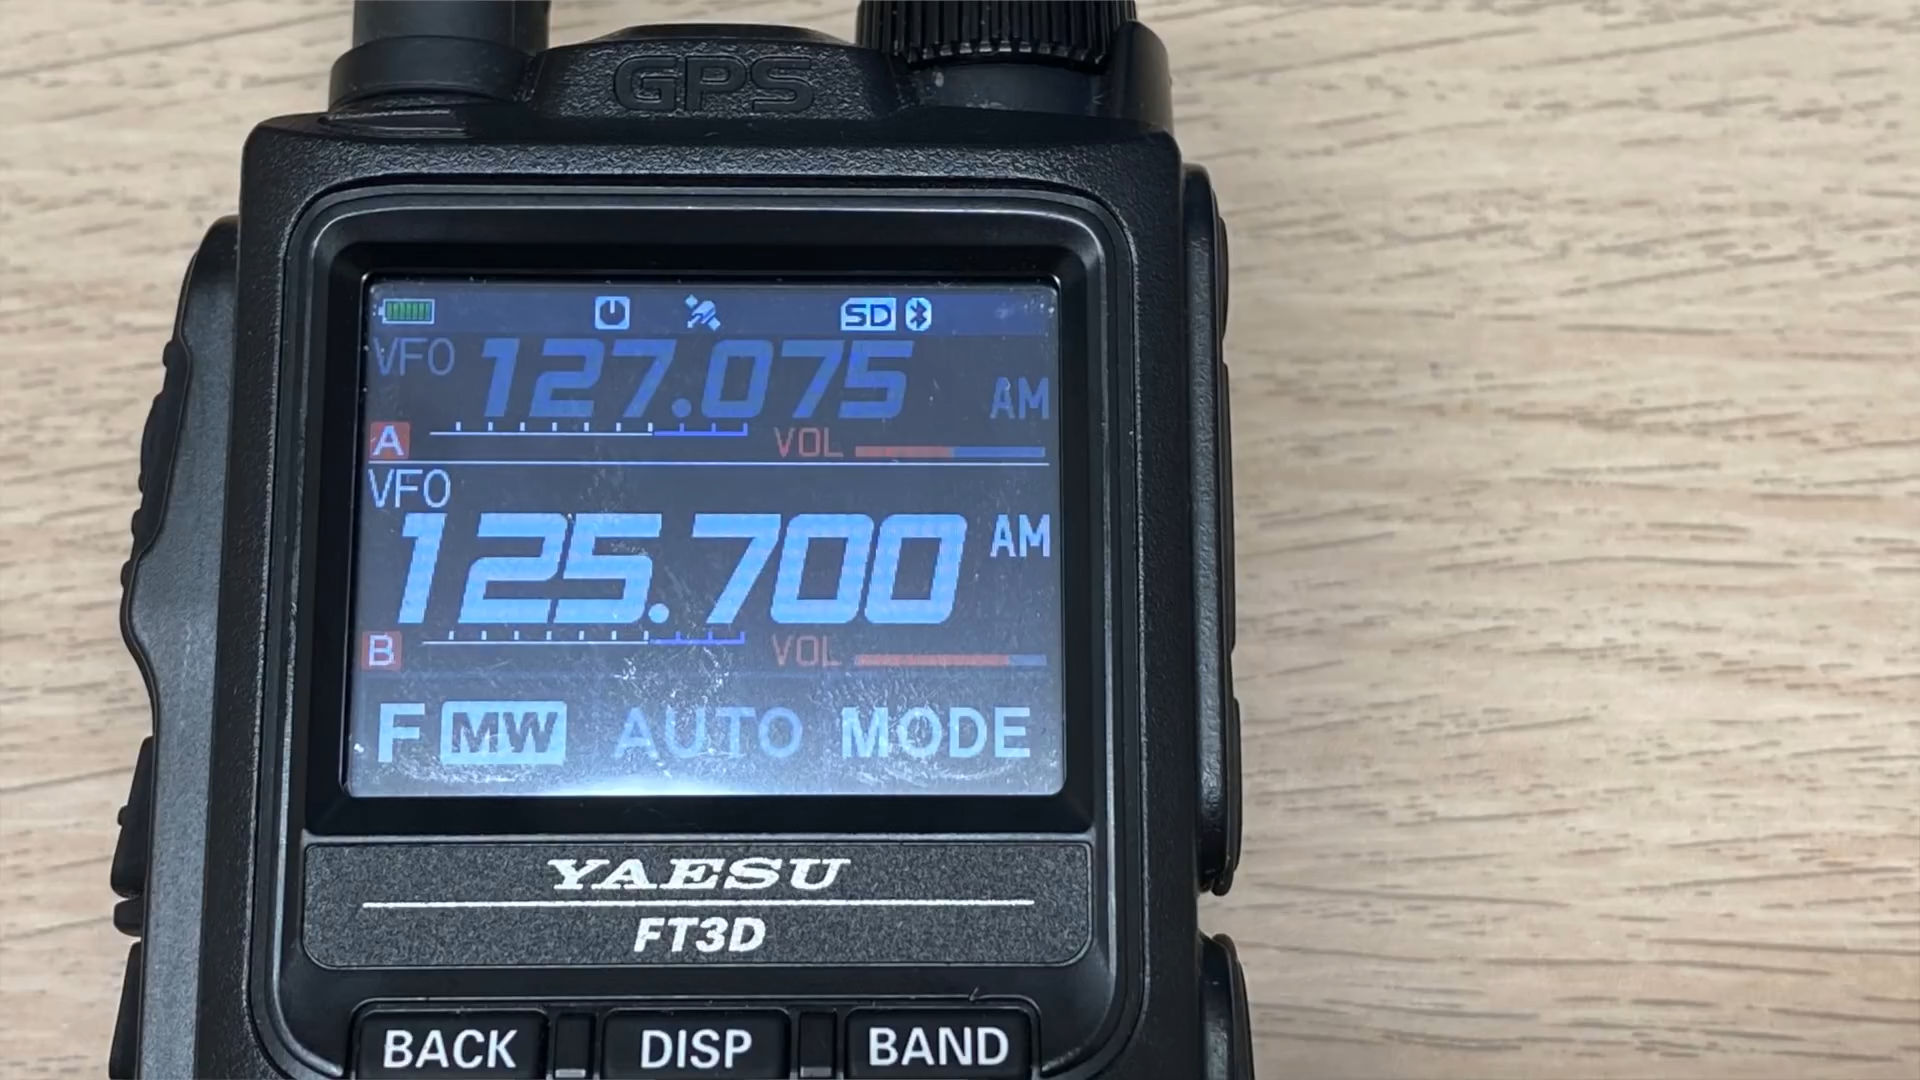 GPS
SD
VFO 127.075 AM
A VOL
VFO
125.700 AM
B VOL
F MW AUTO MODE
YAESU
FT3D
BACK DISP BAND